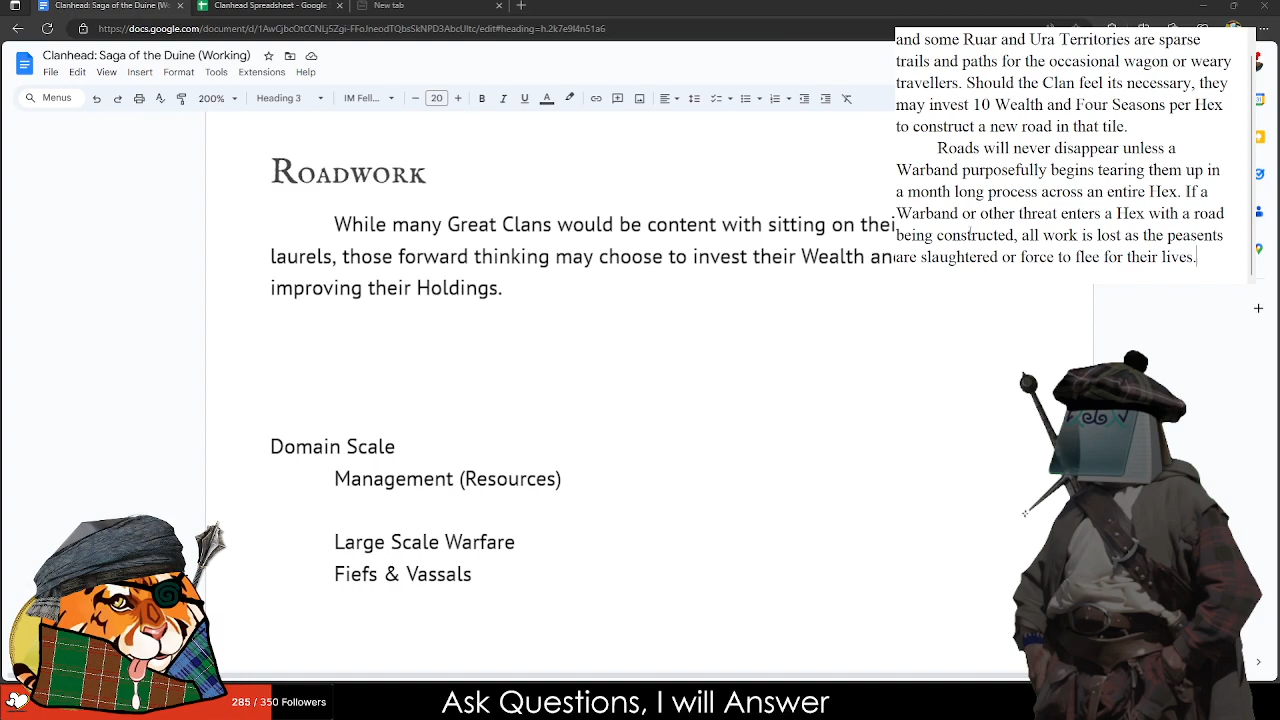 Clanhead: Saga of the Duine (W
Clanhead Spreadsheet - Google
New tab
https://docs.google.com/document/d/
Clanhead: Saga of the Duine (Working)
File Edit View Insert Format Tools Extensions Help
Menus 200% Heading 3 IM Fell... 20
and some Ruar and Ura Territories are sparse
trails and paths for the occasional wagon or weary
travellers. Should the Clan feel its necessary, they
may invest 10 Wealth and Four Seasons per Hex
to construct a new road in that tile.
Roads will never disappear unless a
Warband purposefully begins tearing them up in
a month long process across an entire Hex. If a
Warband or other threat enters a Hex with a road
being constructed, all work is lost as the peasents
are slaughtered or force to flee for their lives.
Roadwork
While many Great Clans would be content with sitting on thei
laurels, those forward thinking may choose to invest their Wealth an
improving their Holdings.
Domain Scale
Management (Resources)
Large Scale Warfare
Fiefs & Vassals
285 / 350 Followers
Ask Questions, I will Answer